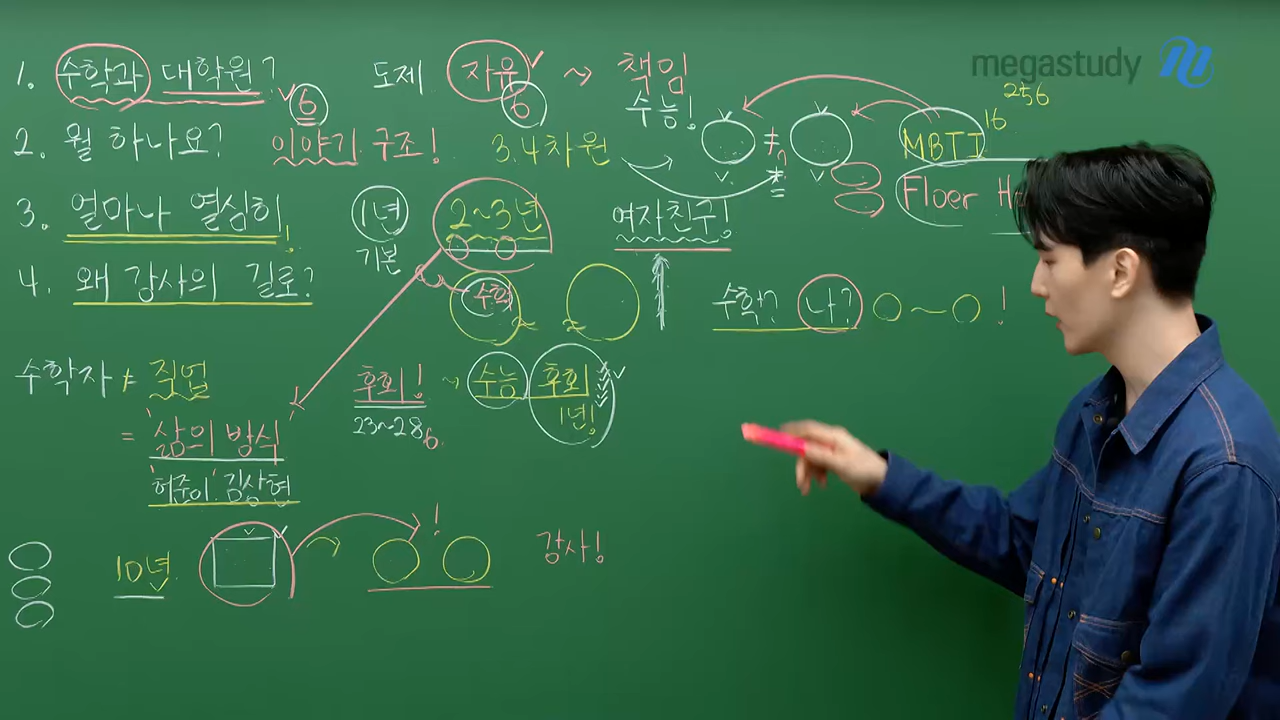 megastudy
1. 수학과 대학원? 도제 자유 ~> 책임
6 6 수능!
256
2. 뭘 하나요? 이야기 구조! 3.4차원 ≠ MBTI 16
Floer H
3. 얼마나 열심히! 1년 2~3년 여자친구!
기본
4. 왜 강사의 길로?
수학 수학? 나? ~ !
수학자 ≠ 직업 후회! ~ 수능 후회
23~28 6. 1년!
= '삶의 방식'
'허준이' 김상현
10년 ! 강사!